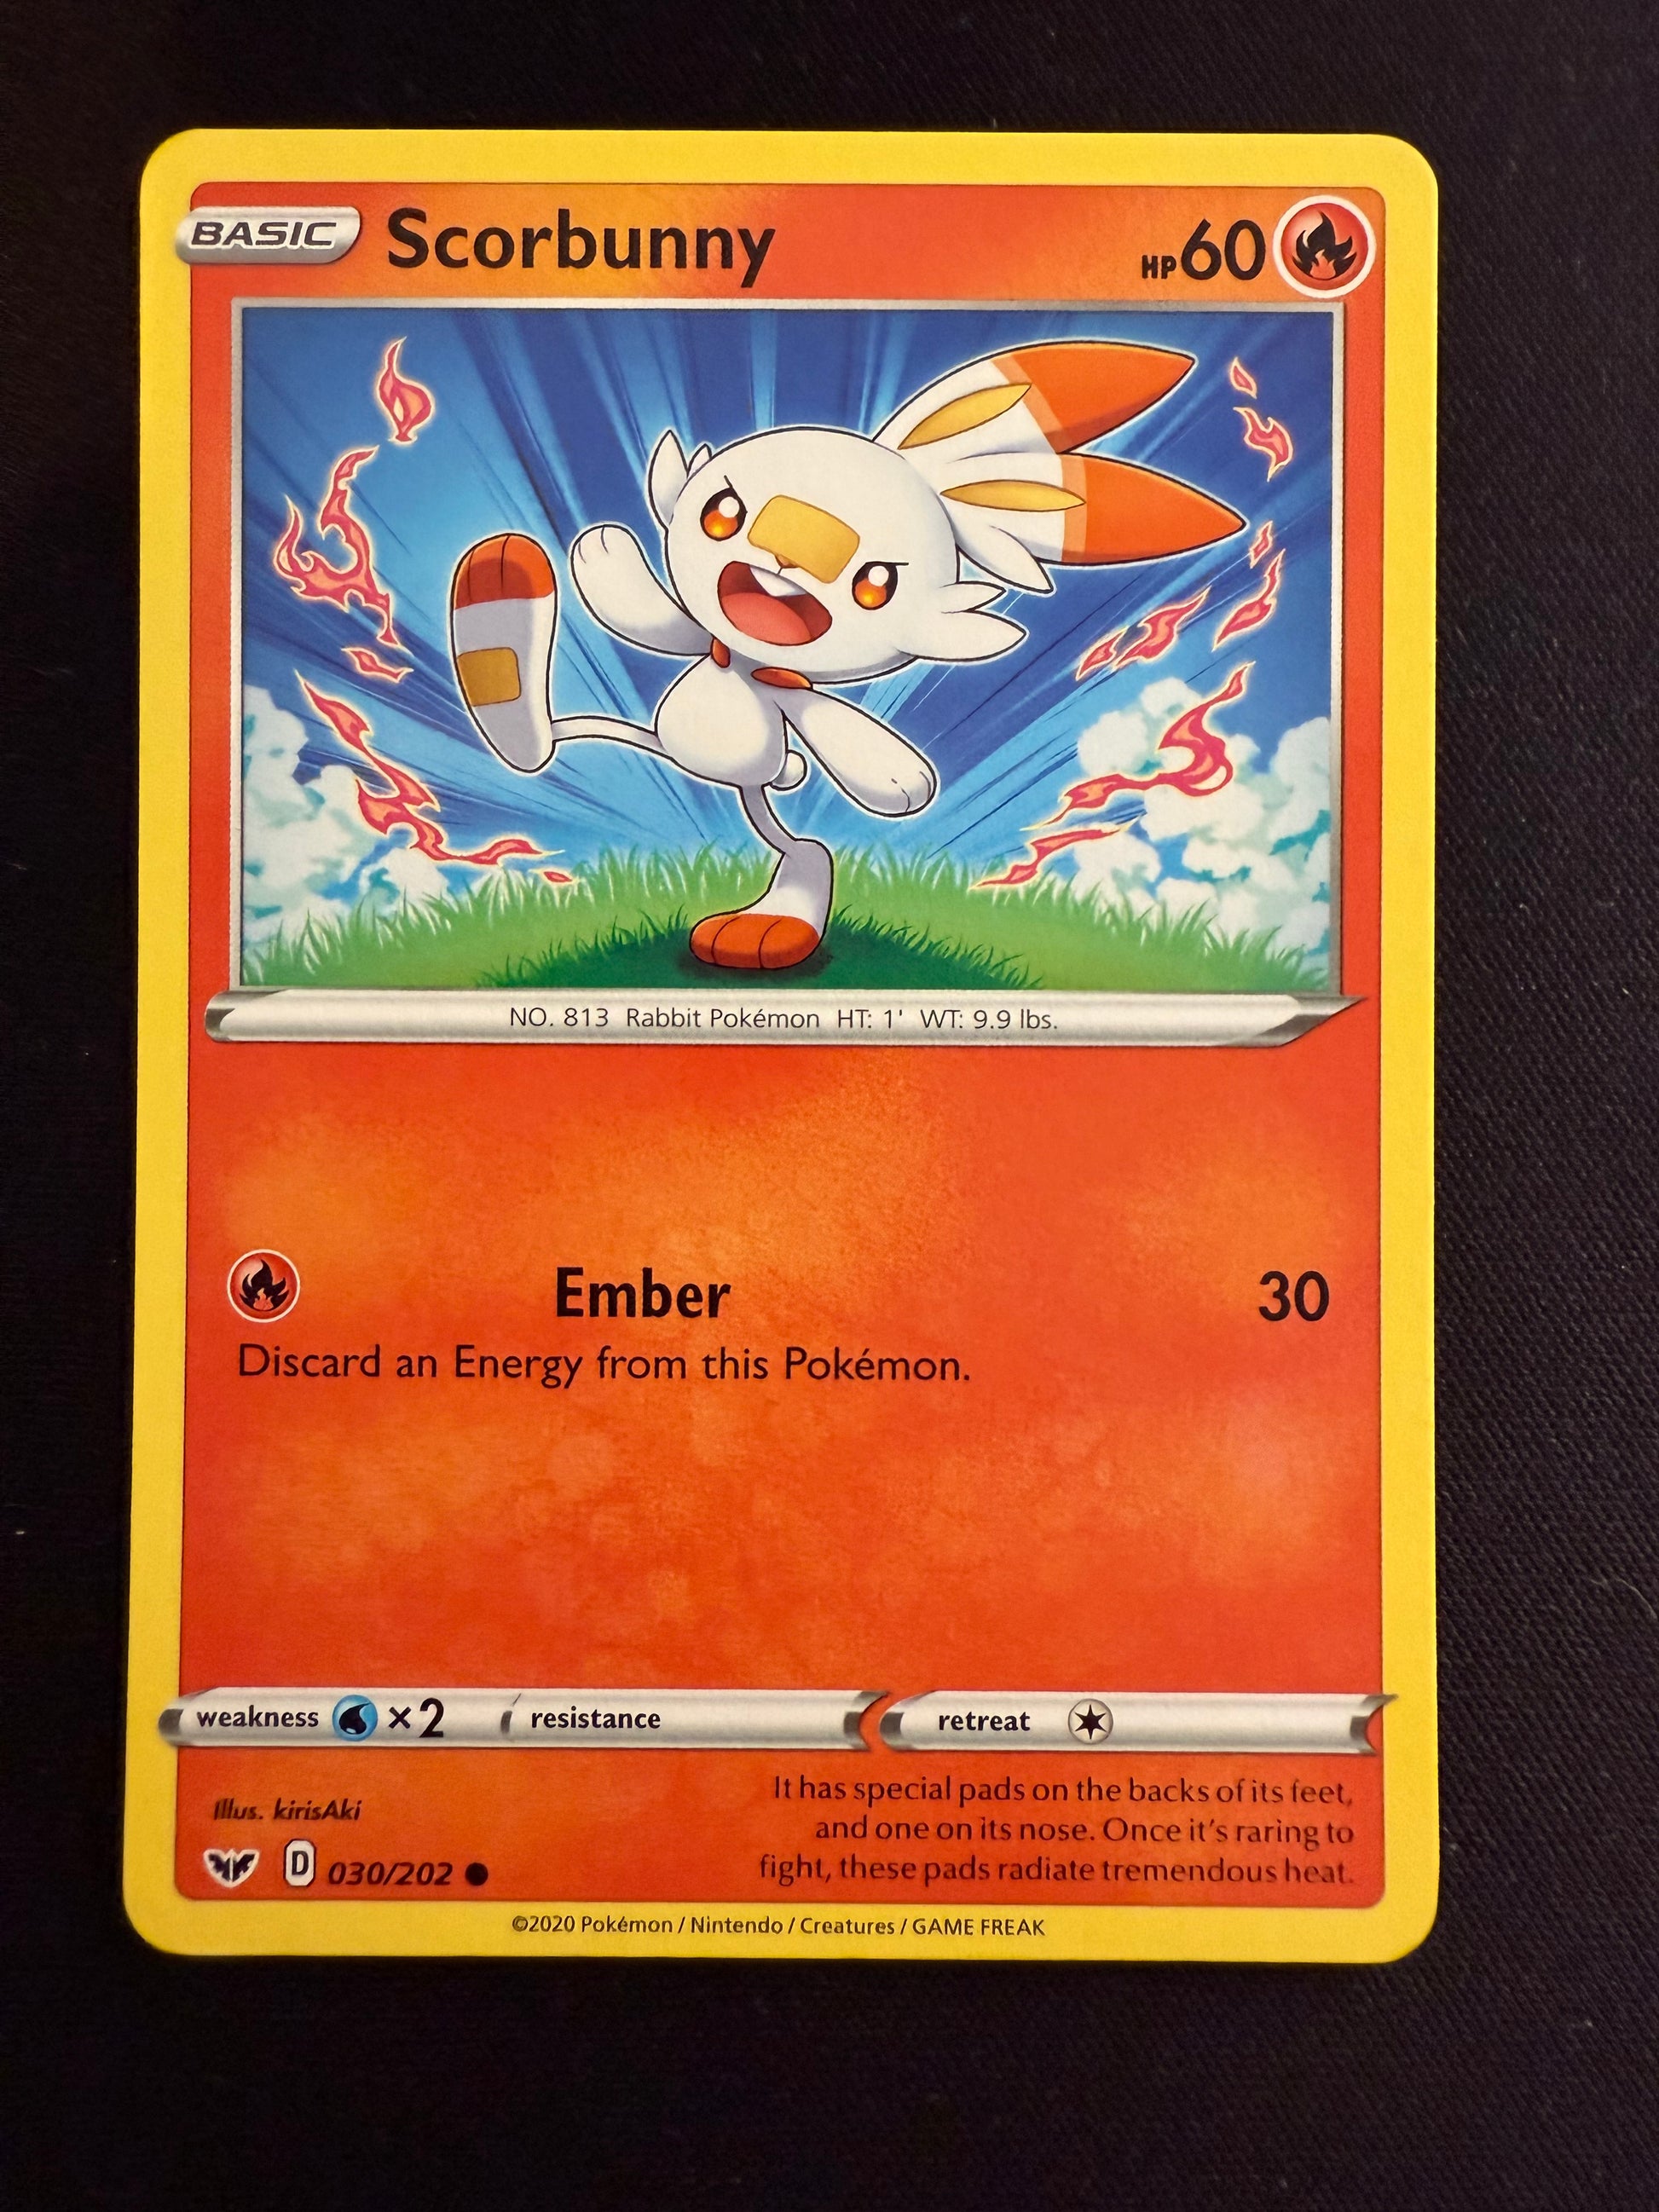 BASIC Scorbunny HP 60
NO. 813 Rabbit Pokémon HT: 1' WT: 9.9 lbs.
Ember 30
Discard an Energy from this Pokémon.
weakness ×2 resistance retreat
Illus. kirisAki
D 030/202
It has special pads on the backs of its feet,
and one on its nose. Once it's raring to
fight, these pads radiate tremendous heat.
©2020 Pokémon / Nintendo / Creatures / GAME FREAK